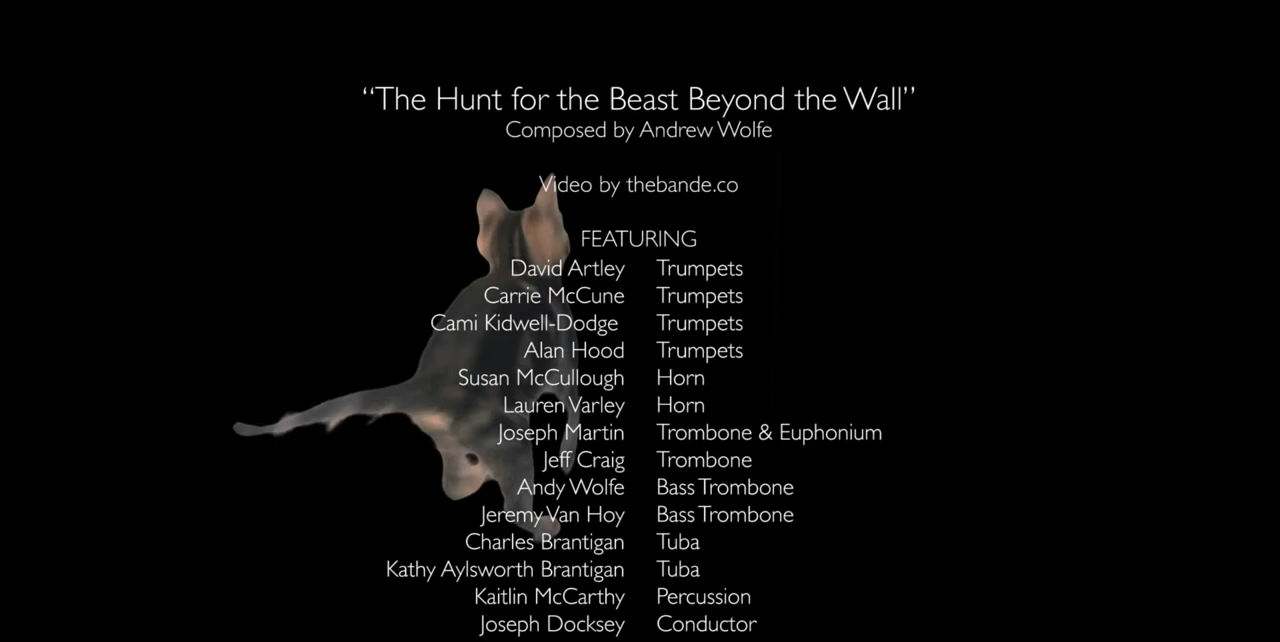 “The Hunt for the Beast Beyond the Wall”
Composed by Andrew Wolfe
Video by thebande.co
FEATURING
David Artley Trumpets
Carrie McCune Trumpets
Cami Kidwell-Dodge Trumpets
Alan Hood Trumpets
Susan McCullough Horn
Lauren Varley Horn
Joseph Martin Trombone & Euphonium
Jeff Craig Trombone
Andy Wolfe Bass Trombone
Jeremy Van Hoy Bass Trombone
Charles Brantigan Tuba
Kathy Aylsworth Brantigan Tuba
Kaitlin McCarthy Percussion
Joseph Docksey Conductor